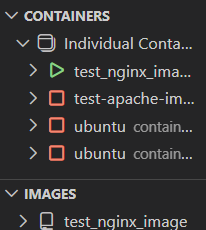 CONTAINERS
Individual Conta...
test_nginx_ima...
test-apache-im...
ubuntu contain...
ubuntu contain...
IMAGES
test_nginx_image